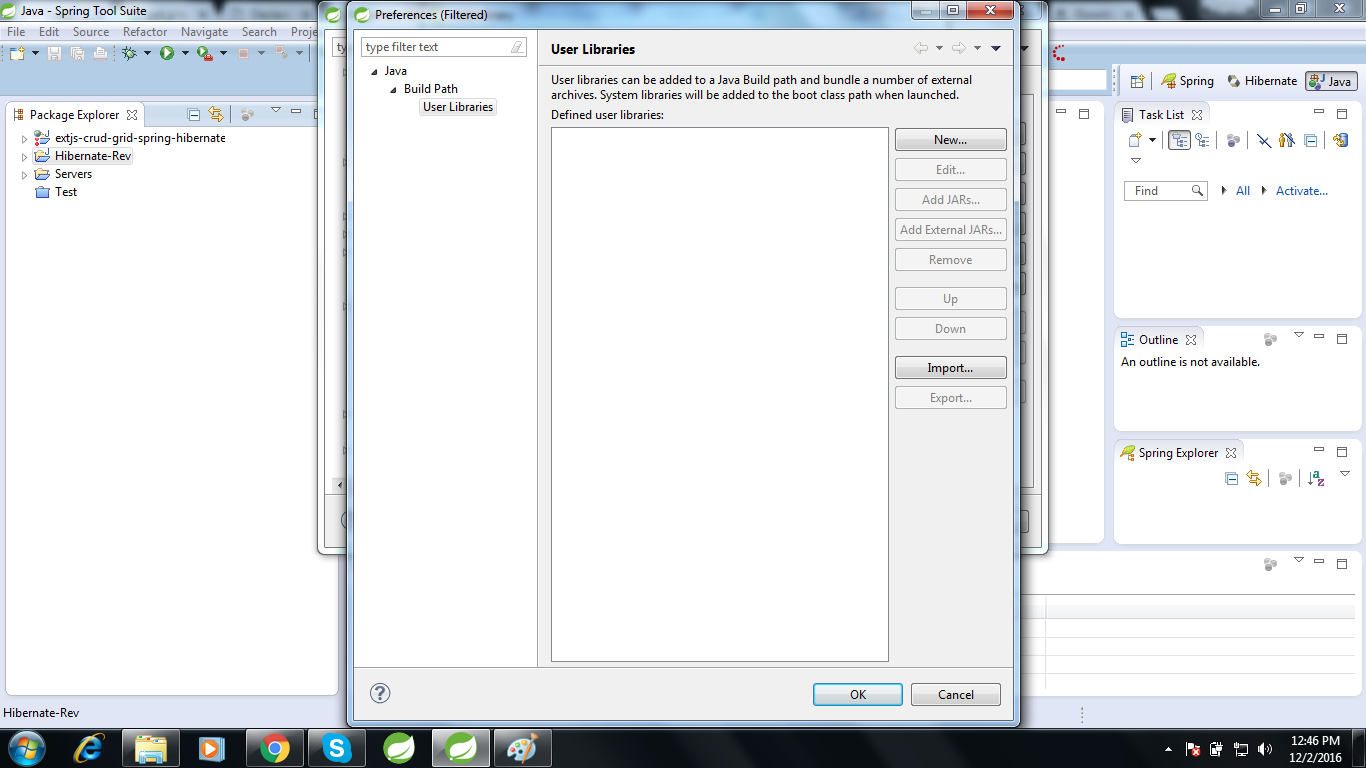 Java - Spring Tool Suite
File Edit Source Refactor Navigate Search
Spring Hibernate Java
Package Explorer
extjs-crud-grid-spring-hibernate
Hibernate-Rev
Servers
Test
Preferences (Filtered)
type filter text
Java
Build Path
User Libraries
User Libraries
User libraries can be added to a Java Build path and bundle a number of external
archives. System libraries will be added to the boot class path when launched.
Defined user libraries:
New...
Edit...
Add JARs...
Add External JARs...
Remove
Up
Down
Import...
Export...
OK Cancel
Task List
Find All Activate...
Outline
An outline is not available.
Spring Explorer
Hibernate-Rev
12:46 PM
12/2/2016